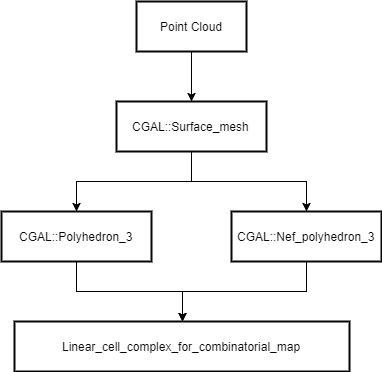 Point Cloud
CGAL::Surface_mesh
CGAL::Polyhedron_3
CGAL::Nef_polyhedron_3
Linear_cell_complex_for_combinatorial_map